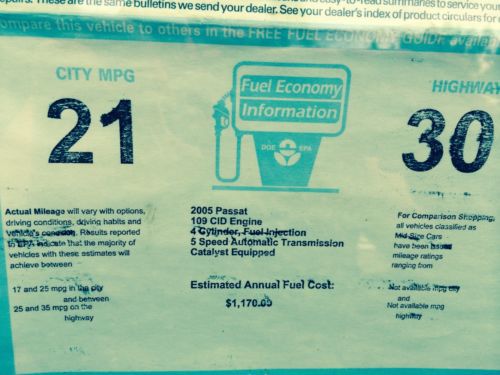 epairs. These are the same bulletins we send your dealer. See your dealer's index of product circulars for
ompare this vehicle to others in the FREE FUEL ECONOMY GUIDE availa
CITY MPG
21
Fuel Economy
Information
DOE EPA
HIGHWAY
30
Actual Mileage will vary with options,
driving conditions, driving habits and
vehicle's condition. Results reported
to EPA indicate that the majority of
vehicles with these estimates will
achieve between
17 and 25 mpg in the city
and between
25 and 35 mpg on the
highway
2005 Passat
109 CID Engine
4 Cylinder, Fuel Injection
5 Speed Automatic Transmission
Catalyst Equipped
Estimated Annual Fuel Cost:
$1,170.00
For Comparison Shopping,
all vehicles classified as
Mid Size Cars
have been issued
mileage ratings
ranging from
Not available mpg city
and
Not available mpg
highway